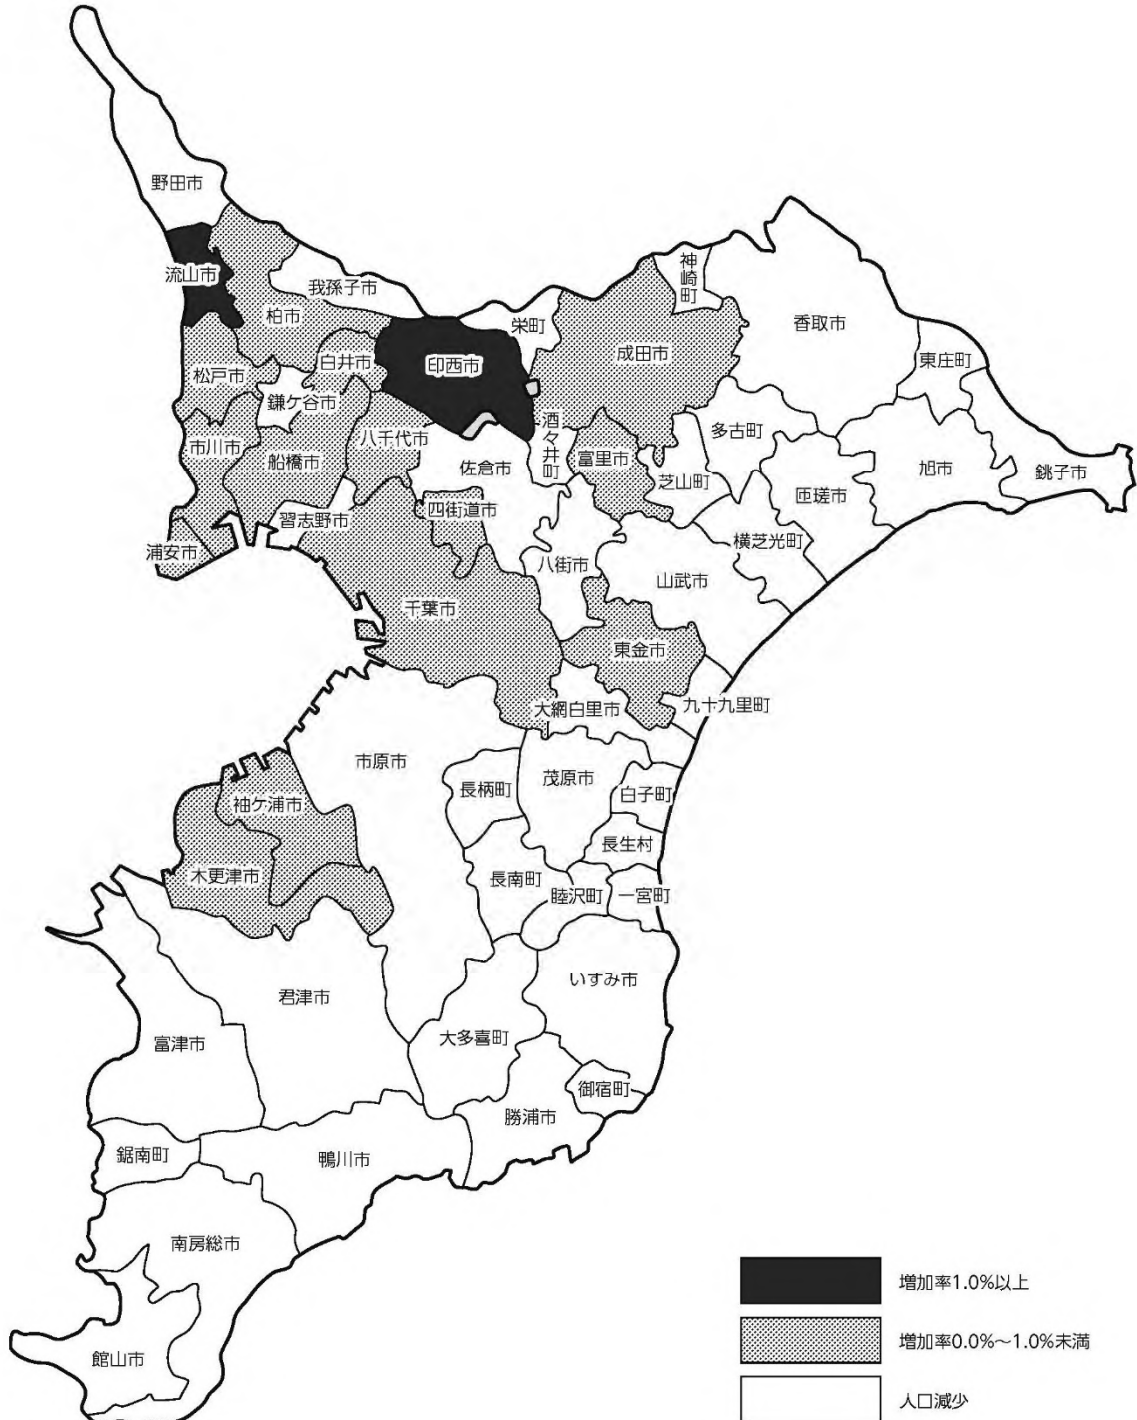 野田市
流山市
我孫子市
柏市
神崎町
栄町
香取市
成田市
東庄町
印西市
白井市
松戸市
鎌ケ谷市
酒々井町
多古町
八千代市
市川市
船橋市
佐倉市
富里市
芝山町
旭市
銚子市
匝瑳市
四街道市
習志野市
横芝光町
浦安市
八街市
山武市
千葉市
東金市
九十九里町
大網白里市
市原市
茂原市
長柄町
白子町
袖ケ浦市
長生村
木更津市
長南町
睦沢町
一宮町
いすみ市
君津市
大多喜町
富津市
御宿町
勝浦市
鋸南町
鴨川市
南房総市
館山市
増加率1.0%以上
増加率0.0%～1.0%未満
人口減少